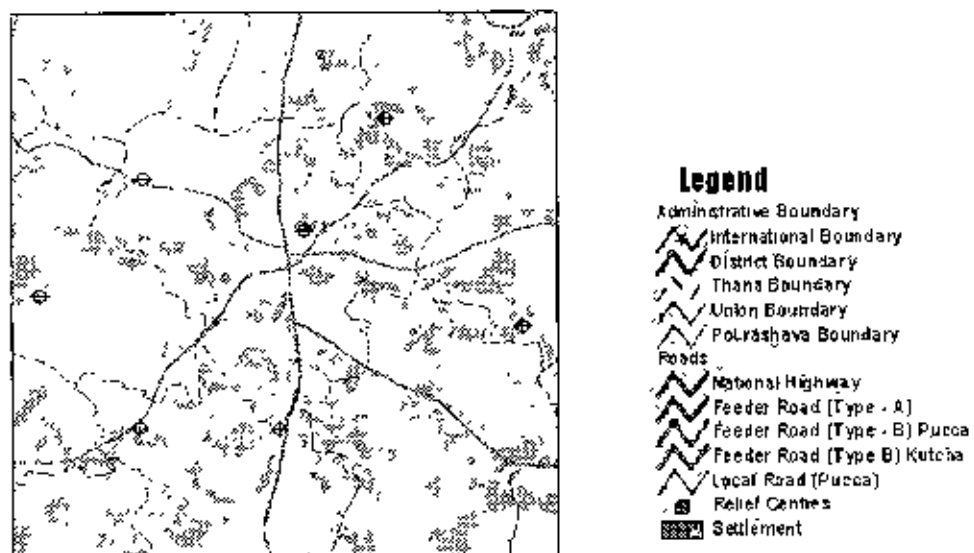 Legend
Adminstrative Boundary
International Boundary
District Boundary
Thana Boundary
Union Boundary
Pourashava Boundary
Roads
National Highway
Feeder Road (Type - A)
Feeder Road (Type - B) Pucca
Feeder Road (Type B) Kutcha
Local Road (Pucca)
Relief Centres
Settlement